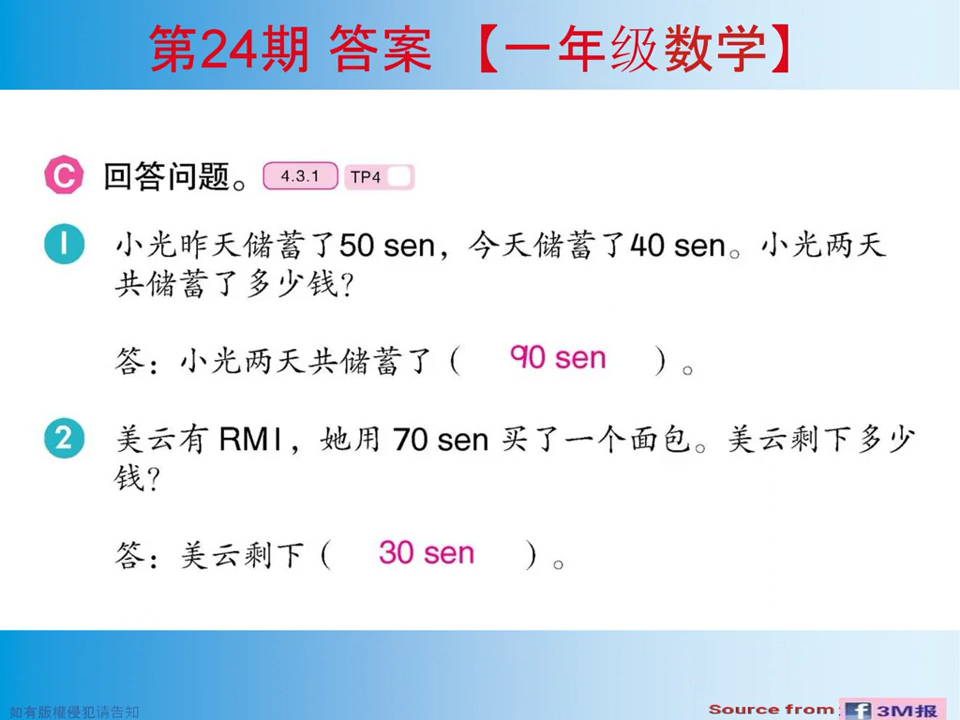 第24期 答案 【一年级数学】
C 回答问题。 4.3.1 TP4
1 小光昨天储蓄了50 sen，今天储蓄了40 sen。小光两天
共储蓄了多少钱？
答：小光两天共储蓄了（ 90 sen ）。
2 美云有 RM1，她用 70 sen 买了一个面包。美云剩下多少
钱？
答：美云剩下（ 30 sen ）。
如有版權侵犯请告知
Source from : f 3M报